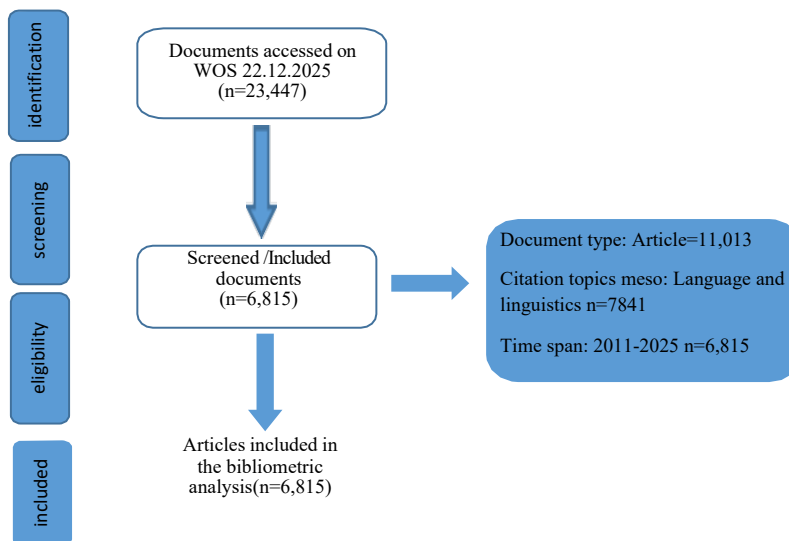 identification
Documents accessed on
WOS 22.12.2025
(n=23,447)
screening
Screened /Included
documents
(n=6,815)
Document type: Article=11,013
Citation topics meso: Language and
linguistics n=7841
Time span: 2011-2025 n=6,815
eligibility
Articles included in
the bibliometric
analysis(n=6,815)
included